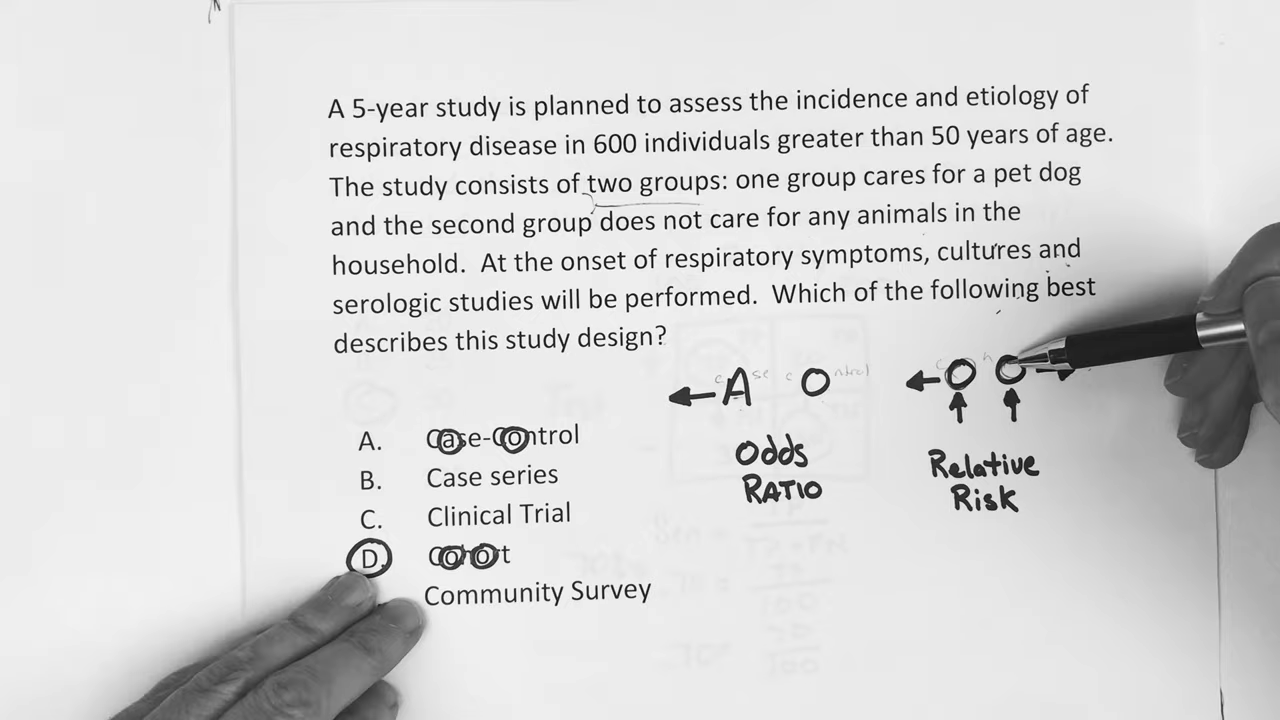 A 5-year study is planned to assess the incidence and etiology of
respiratory disease in 600 individuals greater than 50 years of age.
The study consists of two groups: one group cares for a pet dog
and the second group does not care for any animals in the
household. At the onset of respiratory symptoms, cultures and
serologic studies will be performed. Which of the following best
describes this study design?
A. Case-Control
B. Case series
C. Clinical Trial
D. Cohort
Community Survey
cAse cOntrol
Odds
RATIO
cOhO
Relative
Risk